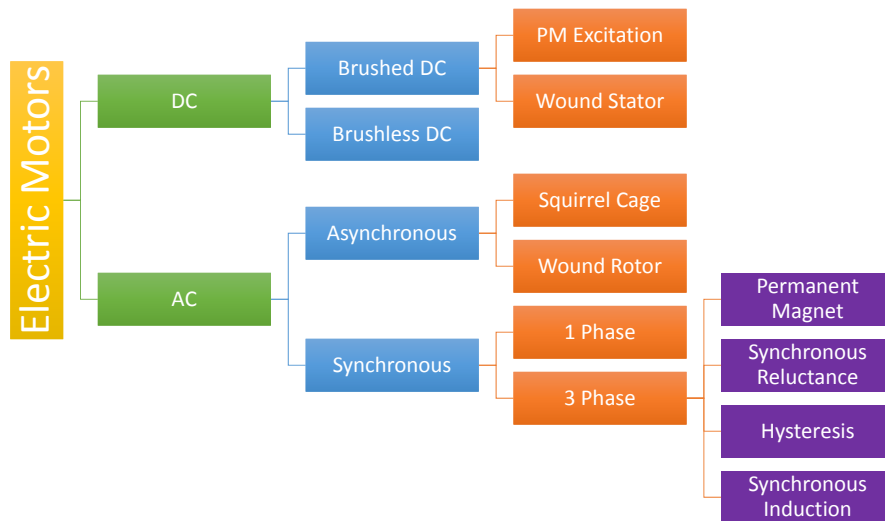 Electric Motors
DC
Brushed DC
PM Excitation
Wound Stator
Brushless DC
AC
Asynchronous
Squirrel Cage
Wound Rotor
Synchronous
1 Phase
3 Phase
Permanent
Magnet
Synchronous
Reluctance
Hysteresis
Synchronous
Induction